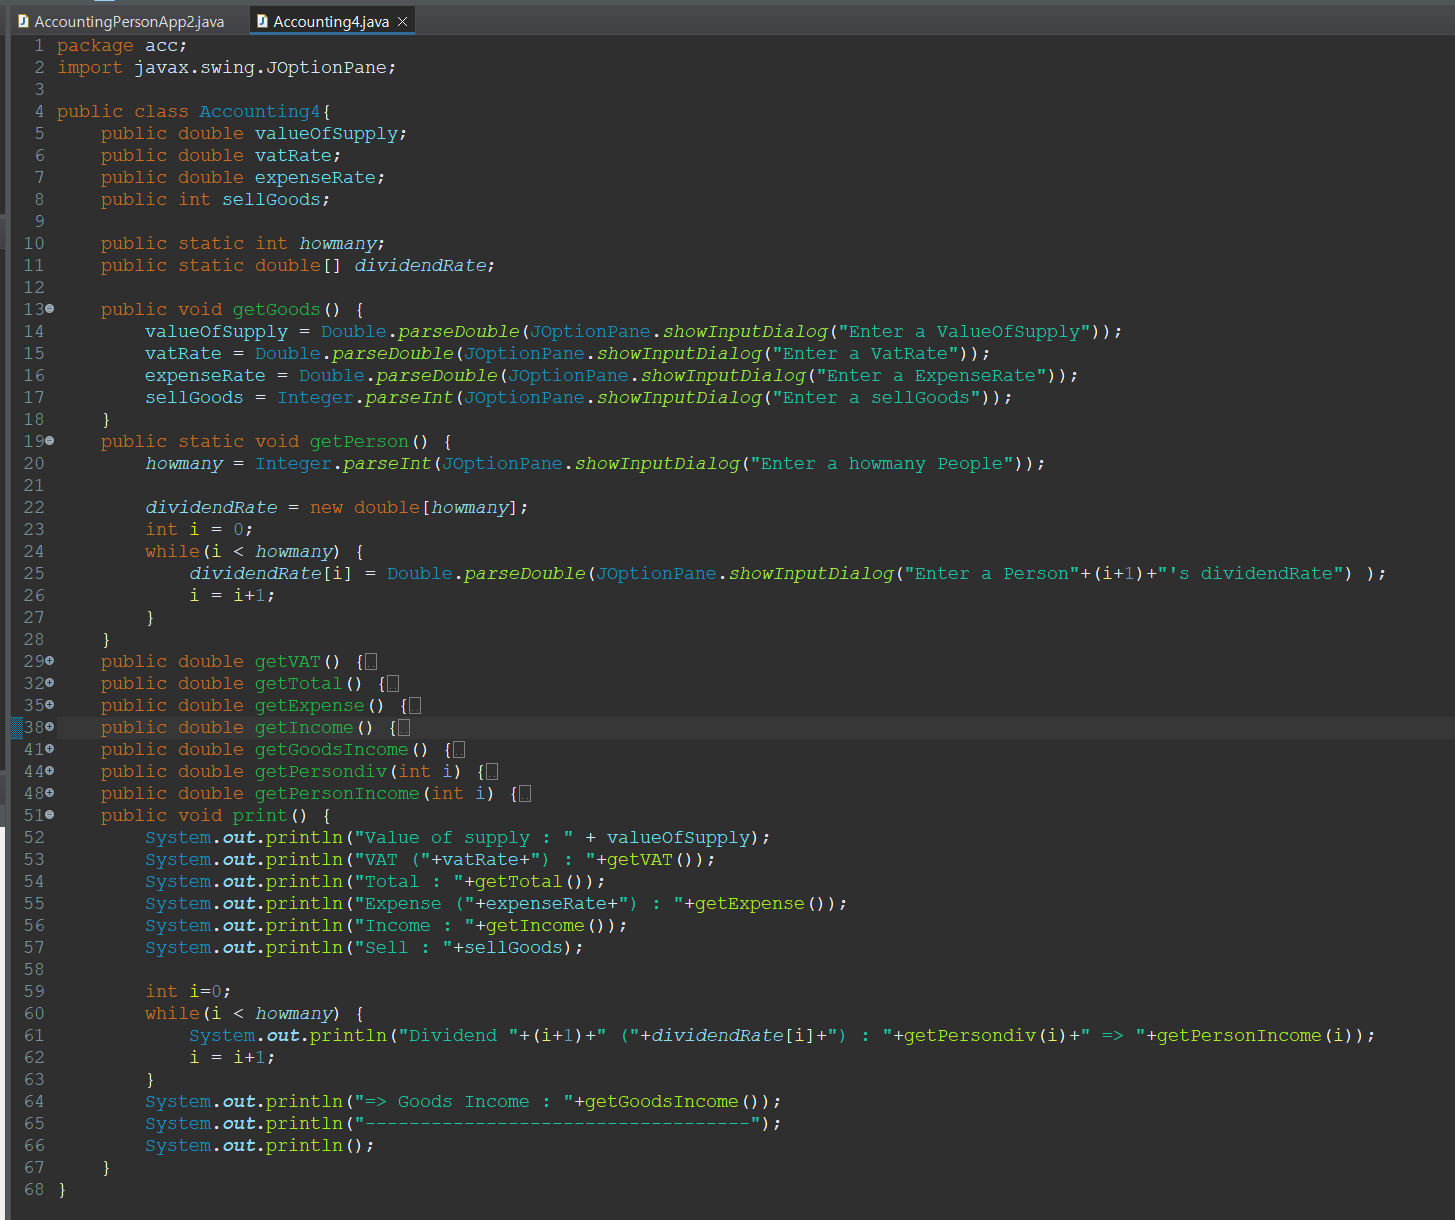 AccountingPersonApp2.java Accounting4.java
1 package acc;
2 import javax.swing.JOptionPane;
3
4 public class Accounting4{
5     public double valueOfSupply;
6     public double vatRate;
7     public double expenseRate;
8     public int sellGoods;
9
10     public static int howmany;
11     public static double[] dividendRate;
12
13     public void getGoods() {
14         valueOfSupply = Double.parseDouble(JOptionPane.showInputDialog("Enter a ValueOfSupply"));
15         vatRate = Double.parseDouble(JOptionPane.showInputDialog("Enter a VatRate"));
16         expenseRate = Double.parseDouble(JOptionPane.showInputDialog("Enter a ExpenseRate"));
17         sellGoods = Integer.parseInt(JOptionPane.showInputDialog("Enter a sellGoods"));
18     }
19     public static void getPerson() {
20         howmany = Integer.parseInt(JOptionPane.showInputDialog("Enter a howmany People"));
21
22         dividendRate = new double[howmany];
23         int i = 0;
24         while(i < howmany) {
25             dividendRate[i] = Double.parseDouble(JOptionPane.showInputDialog("Enter a Person"+(i+1)+"'s dividendRate") );
26             i = i+1;
27         }
28     }
29     public double getVAT() {
32     public double getTotal() {
35     public double getExpense() {
38     public double getIncome() {
41     public double getGoodsIncome() {
44     public double getPersondiv(int i) {
48     public double getPersonIncome(int i) {
51     public void print() {
52         System.out.println("Value of supply : " + valueOfSupply);
53         System.out.println("VAT ("+vatRate+") : "+getVAT());
54         System.out.println("Total : "+getTotal());
55         System.out.println("Expense ("+expenseRate+") : "+getExpense());
56         System.out.println("Income : "+getIncome());
57         System.out.println("Sell : "+sellGoods);
58
59         int i=0;
60         while(i < howmany) {
61             System.out.println("Dividend "+(i+1)+" ("+dividendRate[i]+") : "+getPersondiv(i)+" => "+getPersonIncome(i));
62             i = i+1;
63         }
64         System.out.println("=> Goods Income : "+getGoodsIncome());
65         System.out.println("-----------------------------------");
66         System.out.println();
67     }
68 }